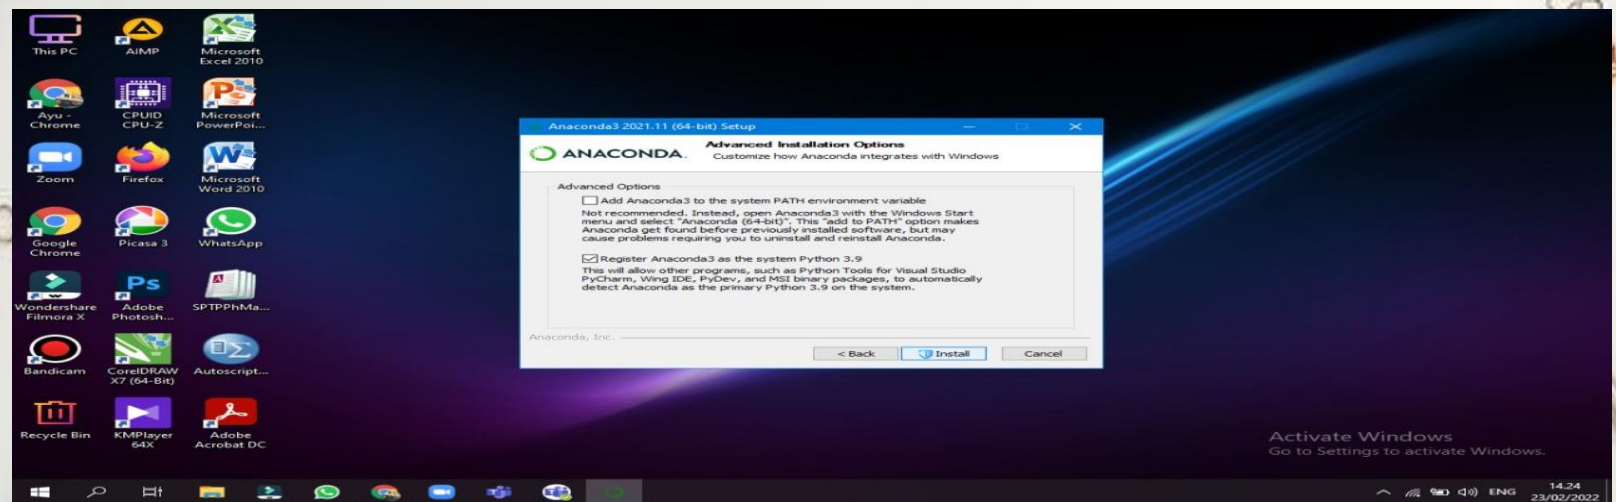 This PC
AIMP
Microsoft
Excel 2010
Ayu -
Chrome
CPUID
CPU-Z
Microsoft
PowerPoi...
Zoom
Firefox
Microsoft
Word 2010
Google
Chrome
Picasa 3
WhatsApp
Wondershare
Filmora X
Ps
Adobe
Photosh...
SPTPPhMa...
Bandicam
CorelDRAW
X7 (64-Bit)
Autoscript...
Recycle Bin
KMPlayer
64X
Adobe
Acrobat DC
Anaconda3 2021.11 (64-bit) Setup
ANACONDA.
Advanced Installation Options
Customize how Anaconda integrates with Windows
Advanced Options
Add Anaconda3 to the system PATH environment variable
Not recommended. Instead, open Anaconda3 with the Windows Start
menu and select "Anaconda (64-bit)". This "add to PATH" option makes
Anaconda get found before previously installed software, but may
cause problems requiring you to uninstall and reinstall Anaconda.
Register Anaconda3 as the system Python 3.9
This will allow other programs, such as Python Tools for Visual Studio
PyCharm, Wing IDE, PyDev, and MSI binary packages, to automatically
detect Anaconda as the primary Python 3.9 on the system.
Anaconda, Inc.
< Back
Install
Cancel
Activate Windows
Go to Settings to activate Windows.
ENG
14.24
23/02/2022